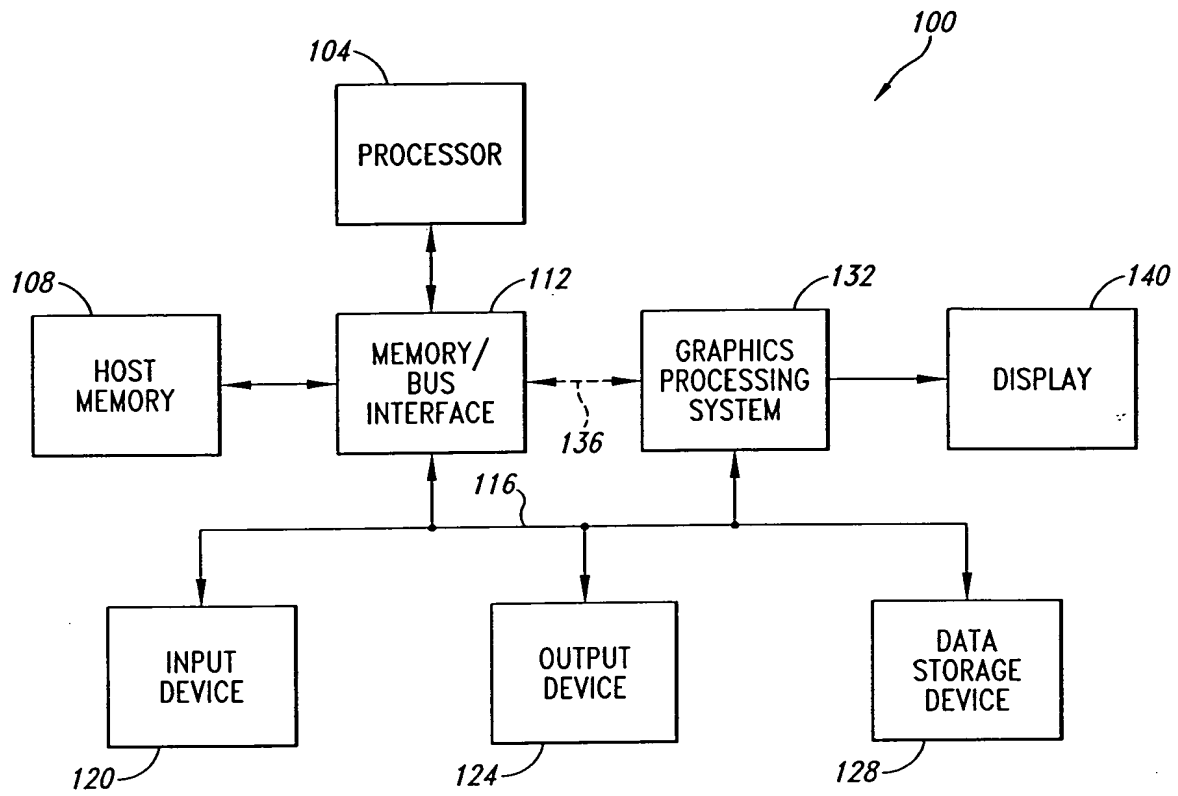 100
104
PROCESSOR
108
112
132
140
HOST
MEMORY
MEMORY/
BUS
INTERFACE
136
GRAPHICS
PROCESSING
SYSTEM
DISPLAY
116
INPUT
DEVICE
OUTPUT
DEVICE
DATA
STORAGE
DEVICE
120
124
128